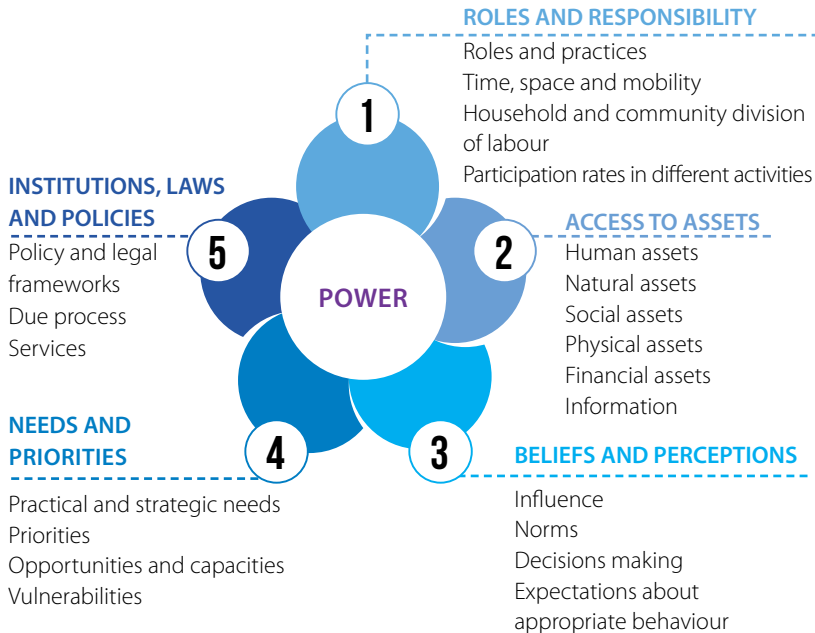 ROLES AND RESPONSIBILITY
Roles and practices
Time, space and mobility
Household and community division
of labour
Participation rates in different activities
1
2
ACCESS TO ASSETS
Human assets
Natural assets
Social assets
Physical assets
Financial assets
Information
3
BELIEFS AND PERCEPTIONS
Influence
Norms
Decisions making
Expectations about
appropriate behaviour
4
NEEDS AND
PRIORITIES
Practical and strategic needs
Priorities
Opportunities and capacities
Vulnerabilities
5
INSTITUTIONS, LAWS
AND POLICIES
Policy and legal
frameworks
Due process
Services
POWER